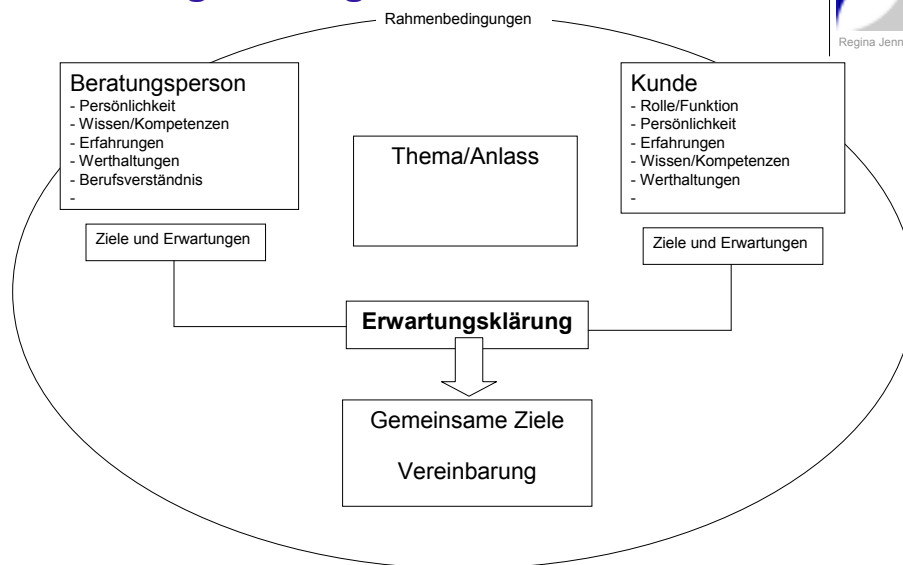 Rahmenbedingungen
Regina Jenn
Beratungsperson
- Persönlichkeit
- Wissen/Kompetenzen
- Erfahrungen
- Werthaltungen
- Berufsverständnis
-
Ziele und Erwartungen
Thema/Anlass
Kunde
- Rolle/Funktion
- Persönlichkeit
- Erfahrungen
- Wissen/Kompetenzen
- Werthaltungen
-
Ziele und Erwartungen
Erwartungsklärung
Gemeinsame Ziele
Vereinbarung